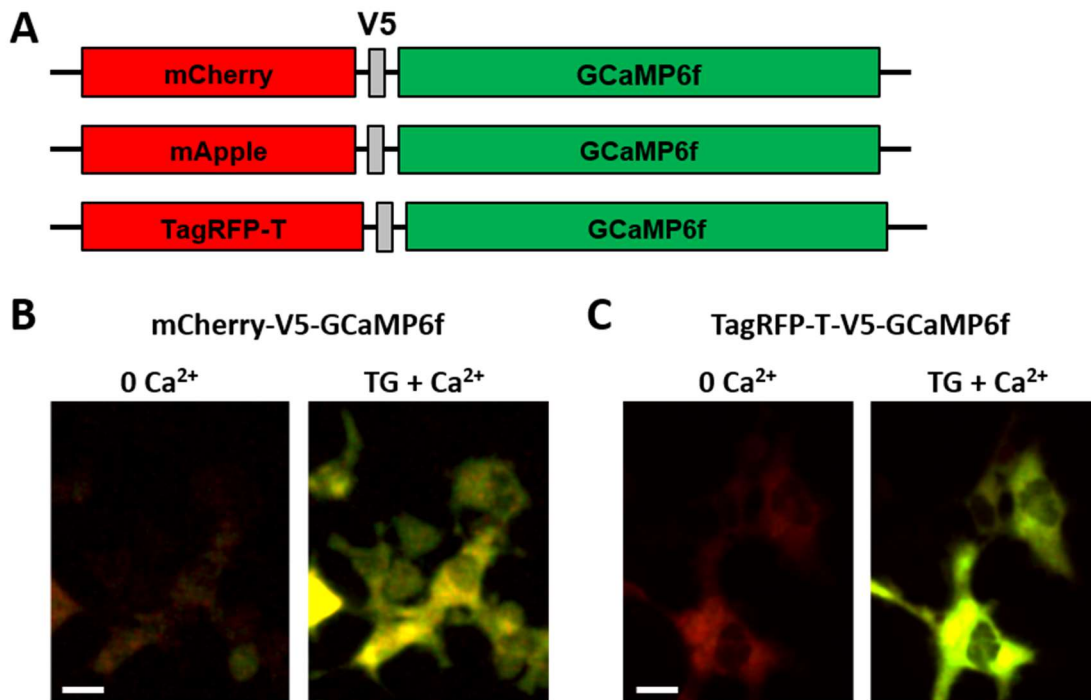 A
V5
mCherry
GCaMP6f
mApple
GCaMP6f
TagRFP-T
GCaMP6f
B
mCherry-V5-GCaMP6f
0 Ca²⁺
TG + Ca²⁺
C
TagRFP-T-V5-GCaMP6f
0 Ca²⁺
TG + Ca²⁺